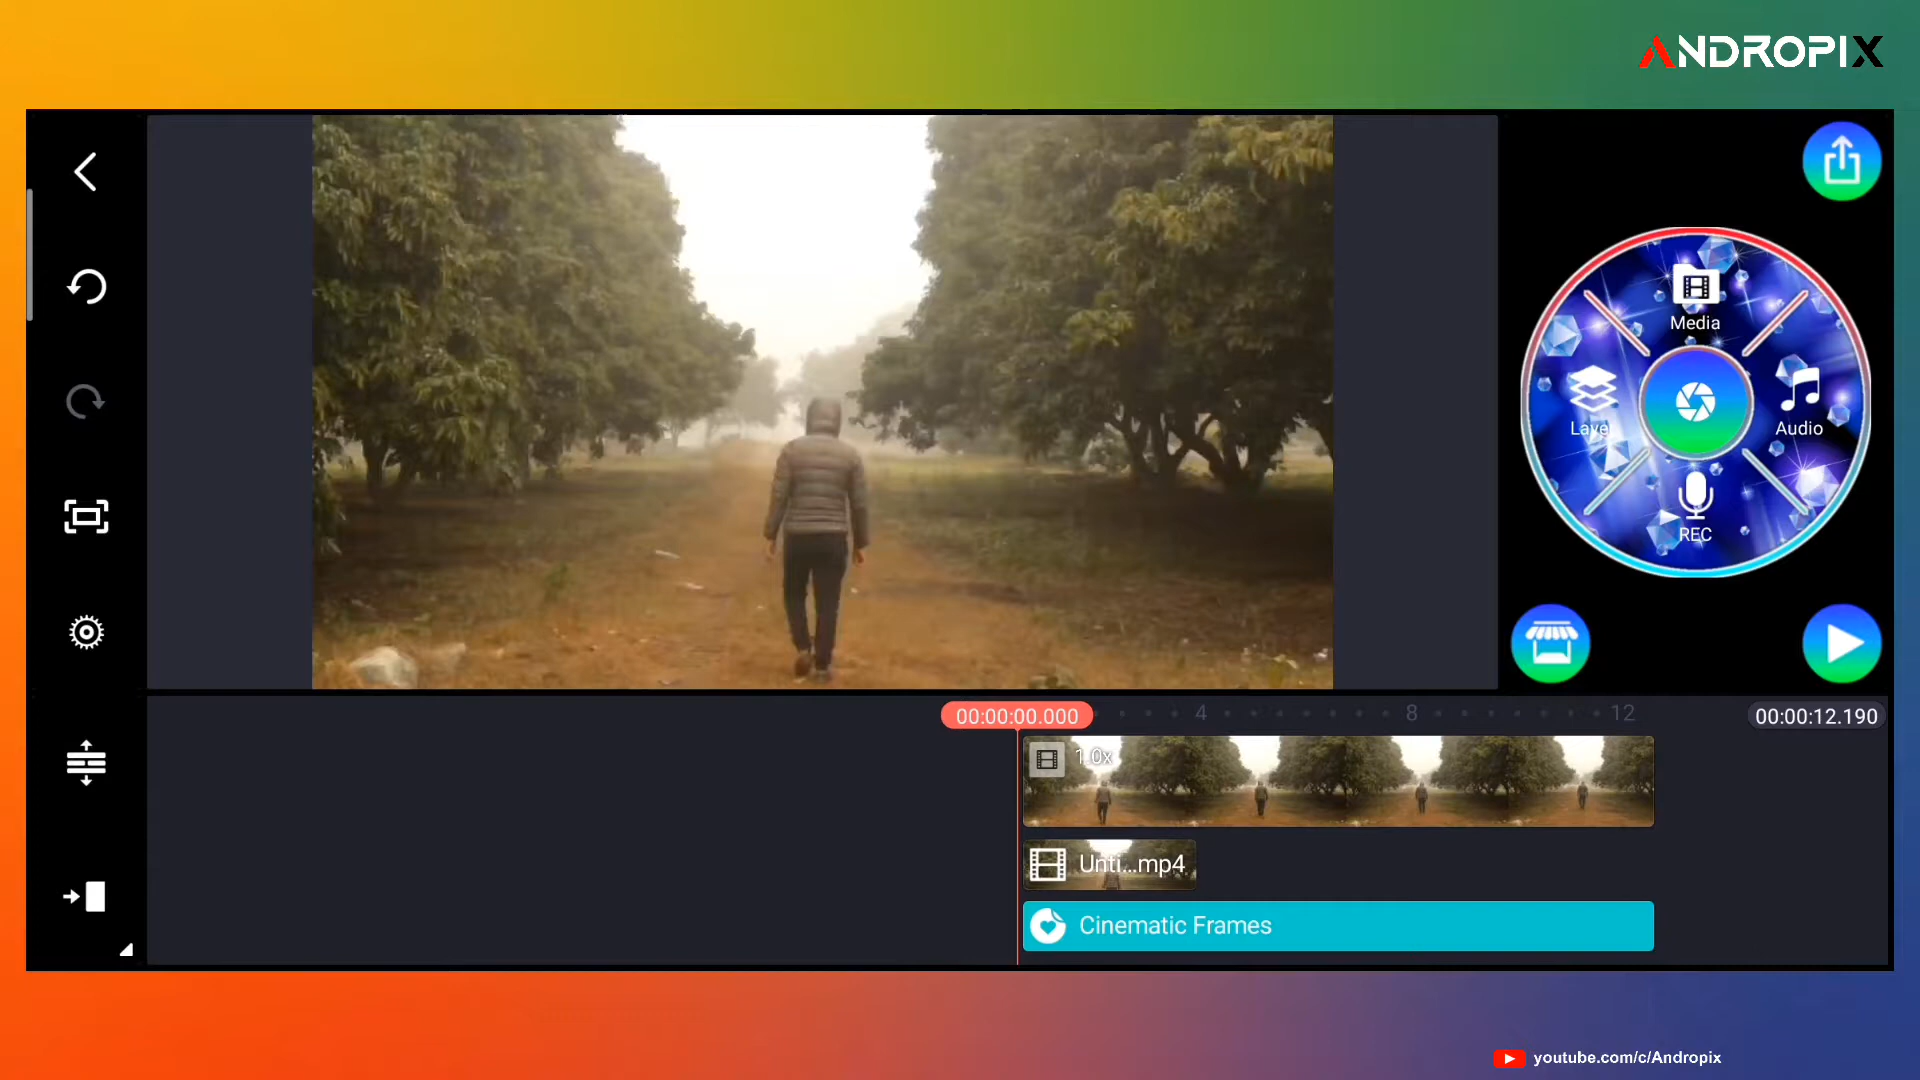 ANDROPIX
Media
Layer
Audio
REC
00:00:00.000
4
8
12
00:00:12.190
1.0x
Unti...mp4
Cinematic Frames
youtube.com/c/Andropix